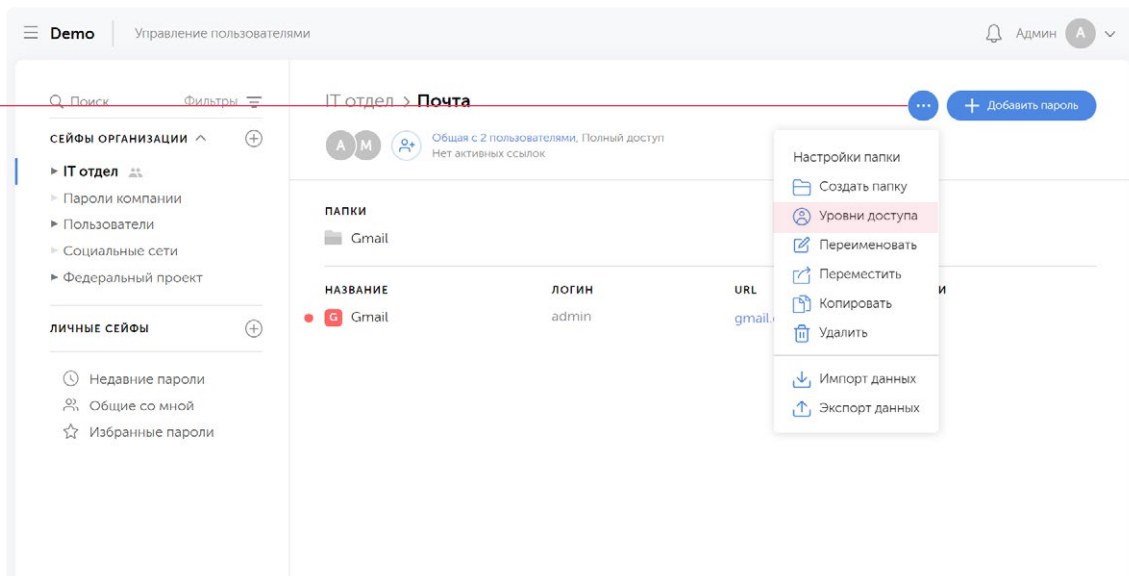 Demo
Управление пользователями
Админ
A
Поиск
Фильтры
СЕЙФЫ ОРГАНИЗАЦИИ
IT отдел
Пароли компании
Пользователи
Социальные сети
Федеральный проект
ЛИЧНЫЕ СЕЙФЫ
Недавние пароли
Общие со мной
Избранные пароли
IT отдел > Почта
Добавить пароль
A M
Общая с 2 пользователями, Полный доступ
Нет активных ссылок
ПАПКИ
Gmail
НАЗВАНИЕ ЛОГИН URL
G Gmail admin
Настройки папки
Создать папку
Уровни доступа
Переименовать
Переместить
Копировать
Удалить
Импорт данных
Экспорт данных